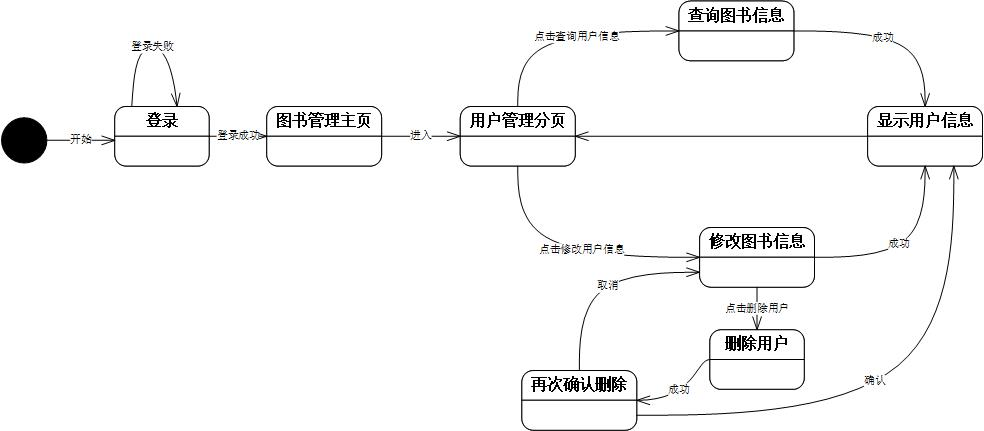 查询图书信息
点击查询用户信息
成功
登录失败
登录
图书管理主页
用户管理分页
显示用户信息
开始
登录成功
进入
修改图书信息
点击修改用户信息
成功
取消
点击删除用户
删除用户
再次确认删除
成功
确认